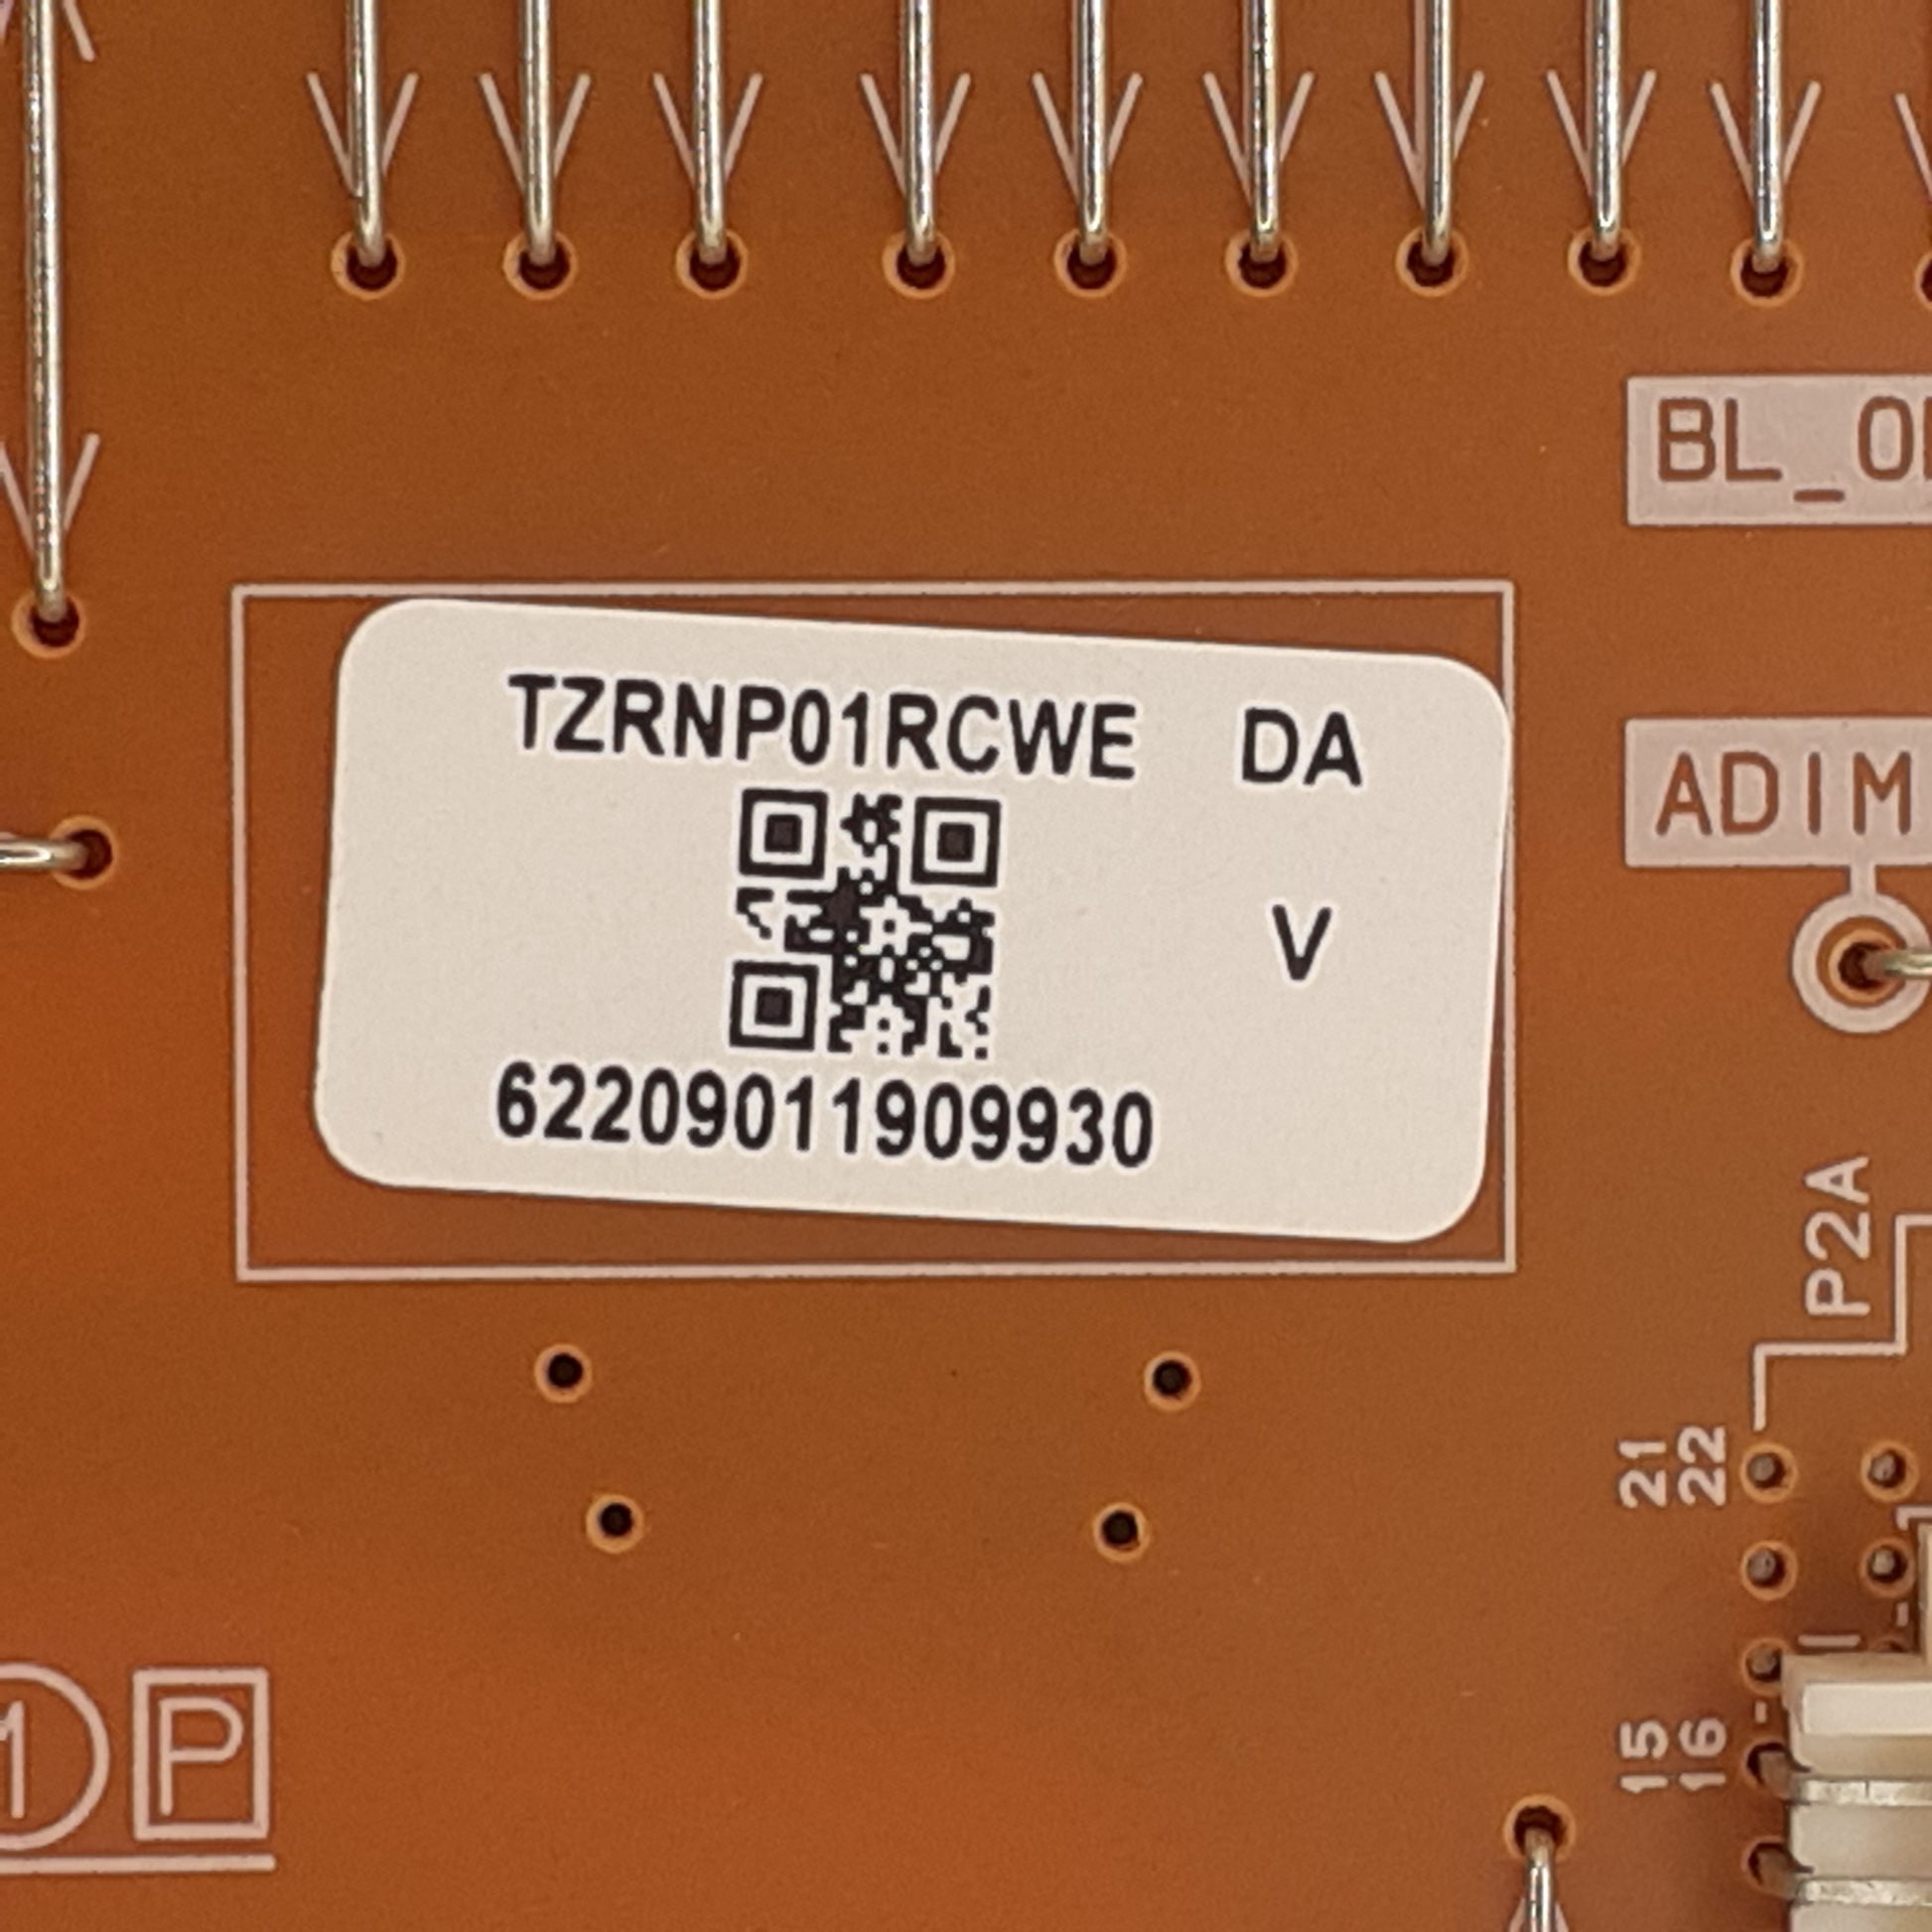 BL_O
TZRNP01RCWE DA
ADIM
V
62209011909930
P2A
21
22
15
16
M P